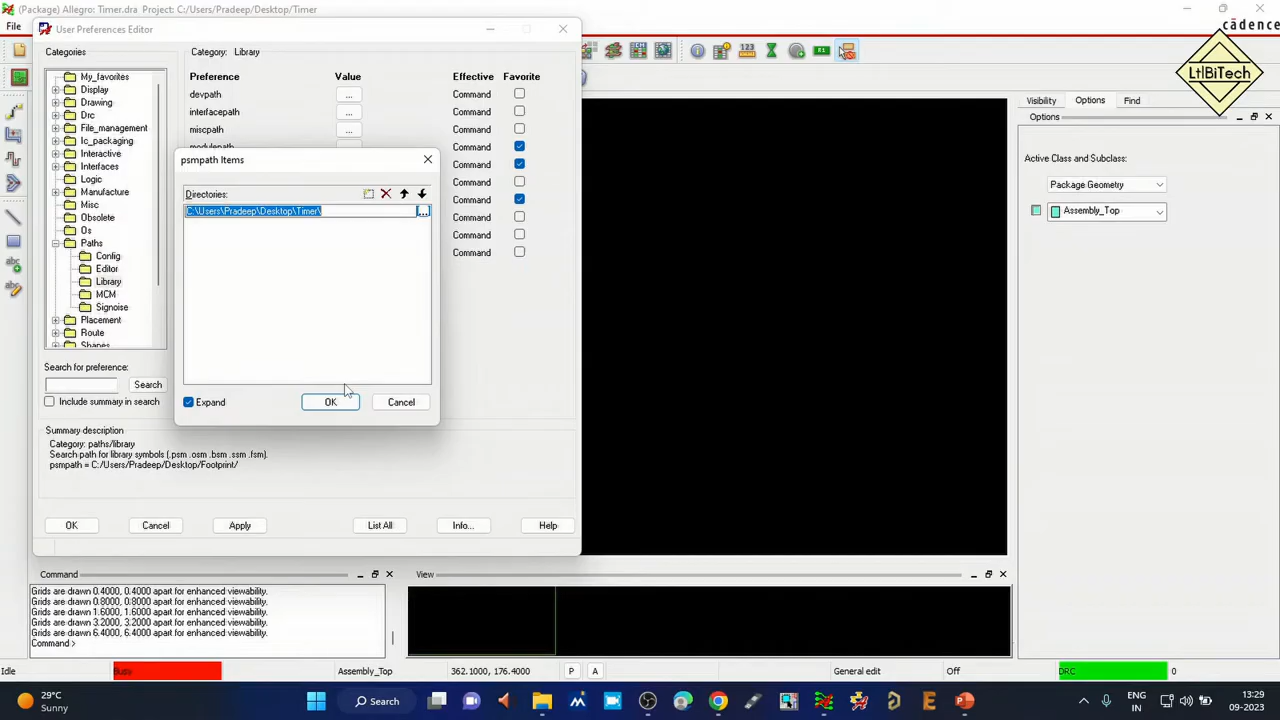 (Package) Allegro: Timer.dra Project: C:/Users/Pradeep/Desktop/Timer
cādence
File
User Preferences Editor
LtIBiTech
Categories
Category: Library
My_favorites
Display
Drawing
Drc
File_management
Ic_packaging
Interactive
Interfaces
Logic
Manufacture
Misc
Obsolete
Os
Paths
Config
Editor
Library
MCM
Signoise
Placement
Route
Shapes
Preference Value Effective Favorite
devpath ... Command
interfacepath ... Command
miscpath ... Command
modulepath Command
Command
Command
Command
Command
Command
Command
psmpath Items
Directories:
C:\Users\Pradeep\Desktop\Timer\ ...
Expand
OK
Cancel
Search for preference:
Search
Include summary in search
Summary description
Category: paths/library
Search path for library symbols (.psm .osm .bsm .ssm .fsm).
psmpath = C:/Users/Pradeep/Desktop/Footprint/
OK Cancel Apply List All Info... Help
Visibility Options Find
Options
Active Class and Subclass:
Package Geometry
Assembly_Top
Command
Grids are drawn 0.4000, 0.4000 apart for enhanced viewability.
Grids are drawn 0.8000, 0.8000 apart for enhanced viewability.
Grids are drawn 1.6000, 1.6000 apart for enhanced viewability.
Grids are drawn 3.2000, 3.2000 apart for enhanced viewability.
Grids are drawn 6.4000, 6.4000 apart for enhanced viewability.
Command >
View
Idle Busy Assembly_Top 362.1000, 176.4000 P A General edit Off DRC 0
29°C
Sunny
Search
ENG
IN
13:29
09-2023